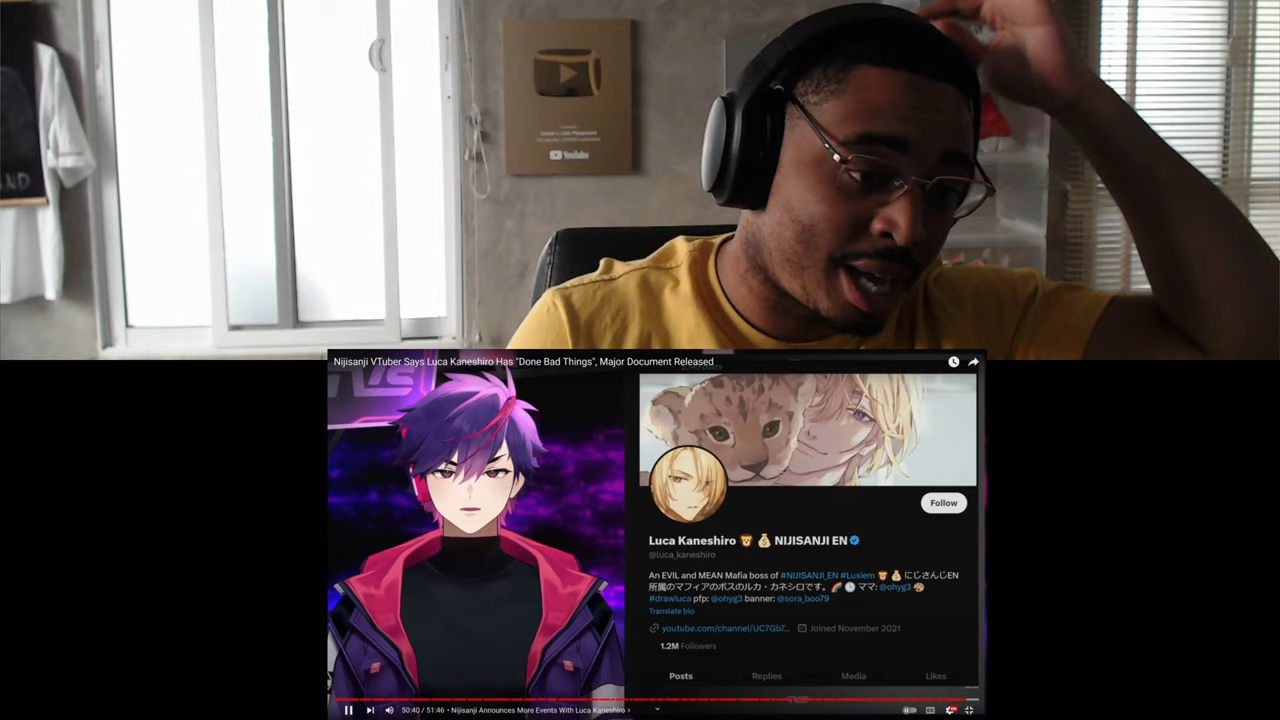 ND
YouTube
Nijisanji VTuber Says Luca Kaneshiro Has "Done Bad Things", Major Document Released
Follow
Luca Kaneshiro 🦁 💰 NIJISANJI EN
@luca_kaneshiro
An EVIL and MEAN Mafia boss of #NIJISANJI_EN #Luxiem 🦁 💰 にじさんじEN
所属のマフィアのボスのルカ・カネシロです。🌈 🕒 ママ: @ohyg3 🎨
#drawluca pfp: @ohyg3 banner: @sora_boo79
Translate bio
youtube.com/channel/UC7Gb7... Joined November 2021
1.2M Followers
Posts Replies Media Likes
50:40 / 51:46 • Nijisanji Announces More Events With Luca Kaneshiro ›